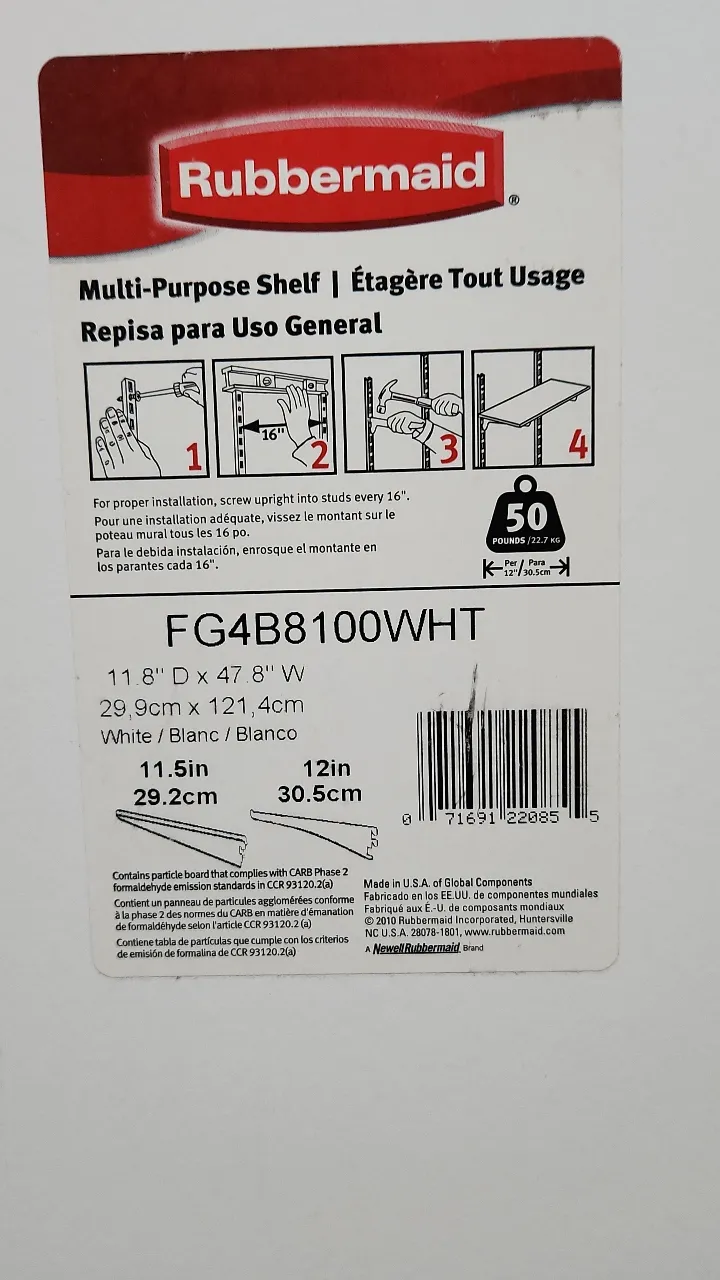 Rubbermaid®
Multi-Purpose Shelf | Étagère Tout Usage
Repisa para Uso General
1
16"
2
3
4
For proper installation, screw upright into studs every 16".
Pour une installation adéquate, vissez le montant sur le
poteau mural tous les 16 po.
Para le debida instalación, enrosque el montante en
los parantes cada 16".
50
POUNDS / 22.7 KG
Per / Para
12" / 30.5cm
FG4B8100WHT
11.8" D x 47.8" W
29,9cm x 121,4cm
White / Blanc / Blanco
11.5in
29.2cm
12in
30.5cm
0 71691 22085 5
Contains particle board that complies with CARB Phase 2
formaldehyde emission standards in CCR 93120.2(a)
Contient un panneau de particules agglomérées conforme
à la phase 2 des normes du CARB en matière d'émanation
de formaldéhyde selon l'article CCR 93120.2 (a)
Contiene tabla de partículas que cumple con los criterios
de emisión de formalina de CCR 93120.2(a)
Made in U.S.A. of Global Components
Fabricado en los EE.UU. de componentes mundiales
Fabriqué aux É.-U. de composants mondiaux
© 2010 Rubbermaid Incorporated, Huntersville
NC U.S.A. 28078-1801, www.rubbermaid.com
A NewellRubbermaid Brand